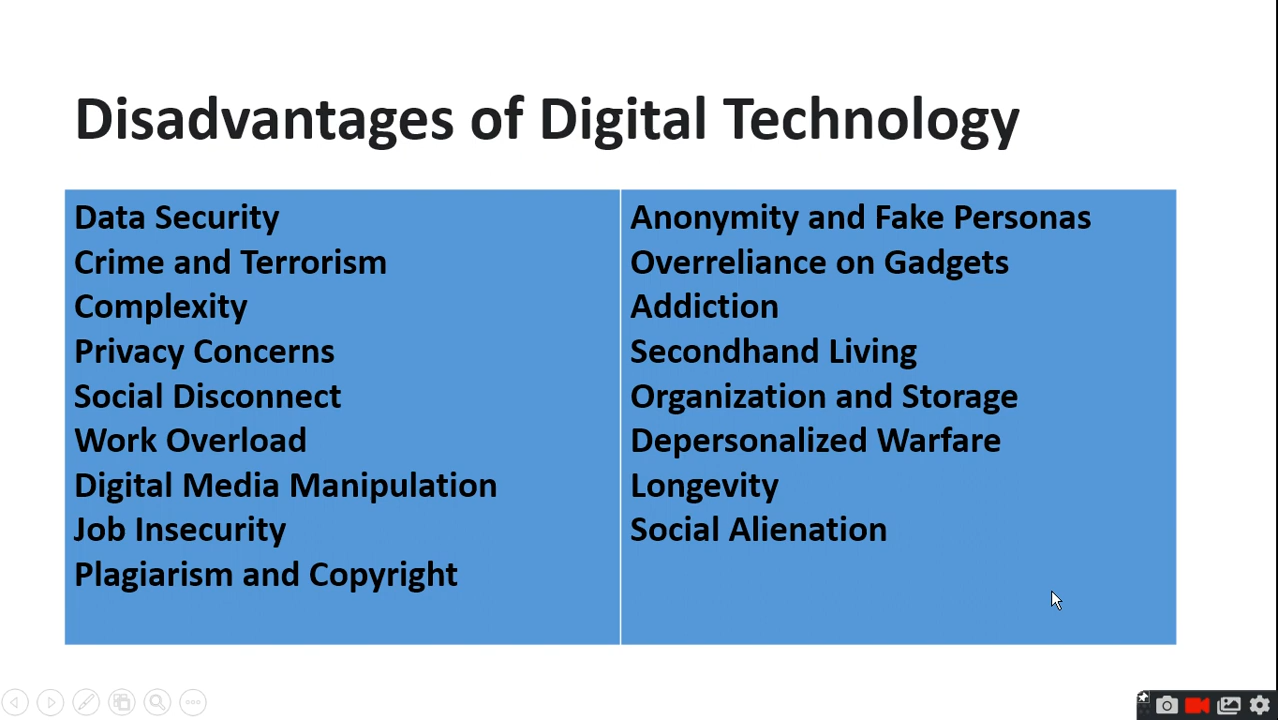 Disadvantages of Digital Technology
Data Security
Crime and Terrorism
Complexity
Privacy Concerns
Social Disconnect
Work Overload
Digital Media Manipulation
Job Insecurity
Plagiarism and Copyright
Anonymity and Fake Personas
Overreliance on Gadgets
Addiction
Secondhand Living
Organization and Storage
Depersonalized Warfare
Longevity
Social Alienation